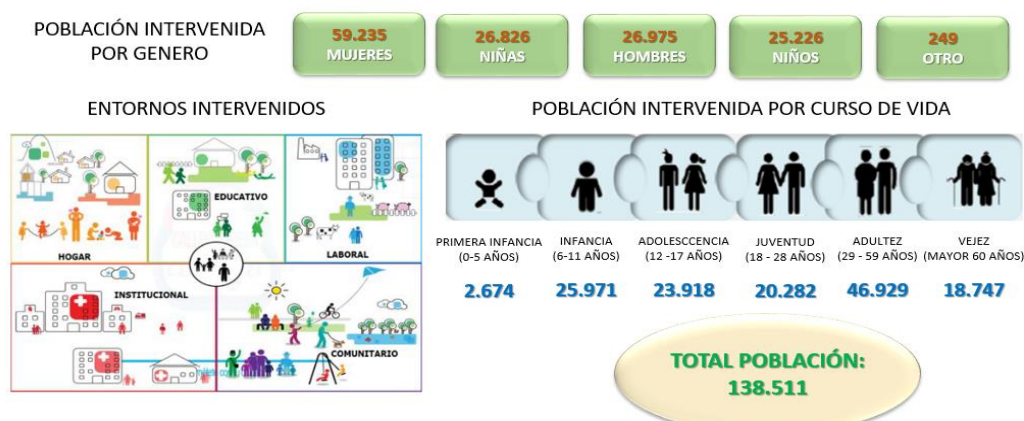 POBLACIÓN INTERVENIDA
POR GENERO
59.235
MUJERES
26.826
NIÑAS
26.975
HOMBRES
25.226
NIÑOS
249
OTRO
ENTORNOS INTERVENIDOS
HOGAR
EDUCATIVO
LABORAL
INSTITUCIONAL
COMUNITARIO
POBLACIÓN INTERVENIDA POR CURSO DE VIDA
PRIMERA INFANCIA
(0-5 AÑOS)
2.674
INFANCIA
(6-11 AÑOS)
25.971
ADOLESCCENCIA
(12 -17 AÑOS)
23.918
JUVENTUD
(18 - 28 AÑOS)
20.282
ADULTEZ
(29 - 59 AÑOS)
46.929
VEJEZ
(MAYOR 60 AÑOS)
18.747
TOTAL POBLACIÓN:
138.511